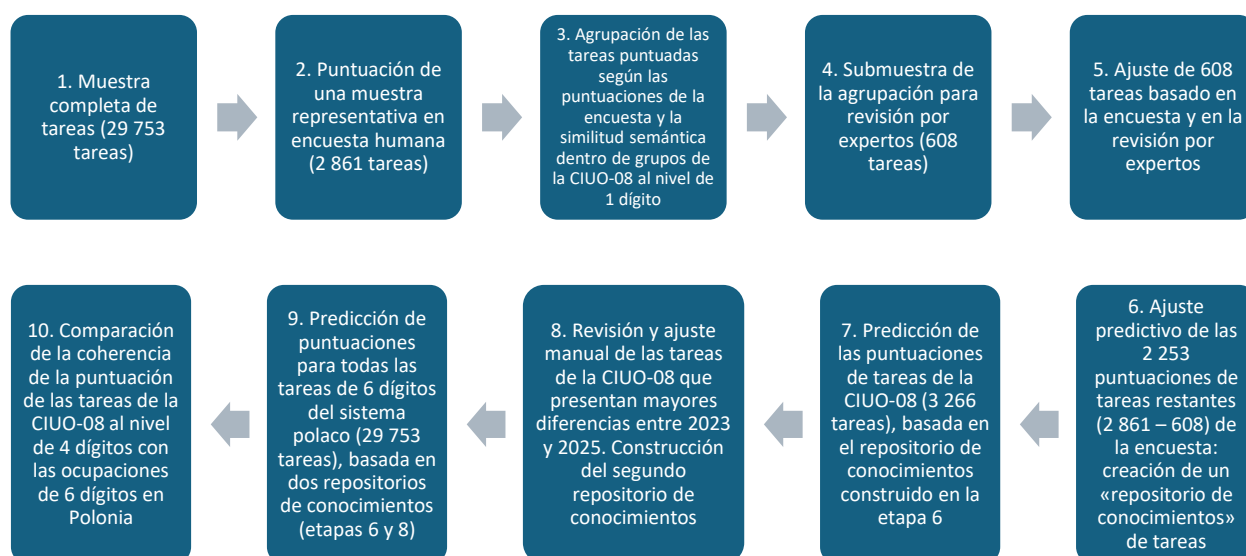 1. Muestra
completa de
tareas (29 753
tareas)
2. Puntuación de
una muestra
representativa en
encuesta humana
(2 861 tareas)
3. Agrupación de las
tareas puntuadas
según las
puntuaciones de la
encuesta y la similitud
semántica
dentro de grupos de
la CIUO-08 al nivel de
1 dígito
4. Submuestra de
la agrupación para
revisión por
expertos (608
tareas)
5. Ajuste de 608
tareas basado en
la encuesta y en la
revisión por
expertos
6. Ajuste
predictivo de las
2 253
puntuaciones de
tareas restantes
(2 861 – 608) de
la encuesta:
creación de un
«repositorio de
conocimientos»
de tareas
7. Predicción de
las puntuaciones
de tareas de la
CIUO-08 (3 266
tareas), basada en
el repositorio de
conocimientos
construido en la
etapa 6
8. Revisión y ajuste
manual de las tareas
de la CIUO-08 que
presentan mayores
diferencias entre 2023
y 2025. Construcción
del segundo
repositorio de
conocimientos
9. Predicción de
puntuaciones
para todas las
tareas de 6 dígitos
del sistema
polaco (29 753
tareas), basada en
dos repositorios
de conocimientos
(etapas 6 y 8)
10. Comparación
de la coherencia
de la puntuación
de las tareas de la
CIUO-08 al nivel
de 4 dígitos con
las ocupaciones
de 6 dígitos en
Polonia